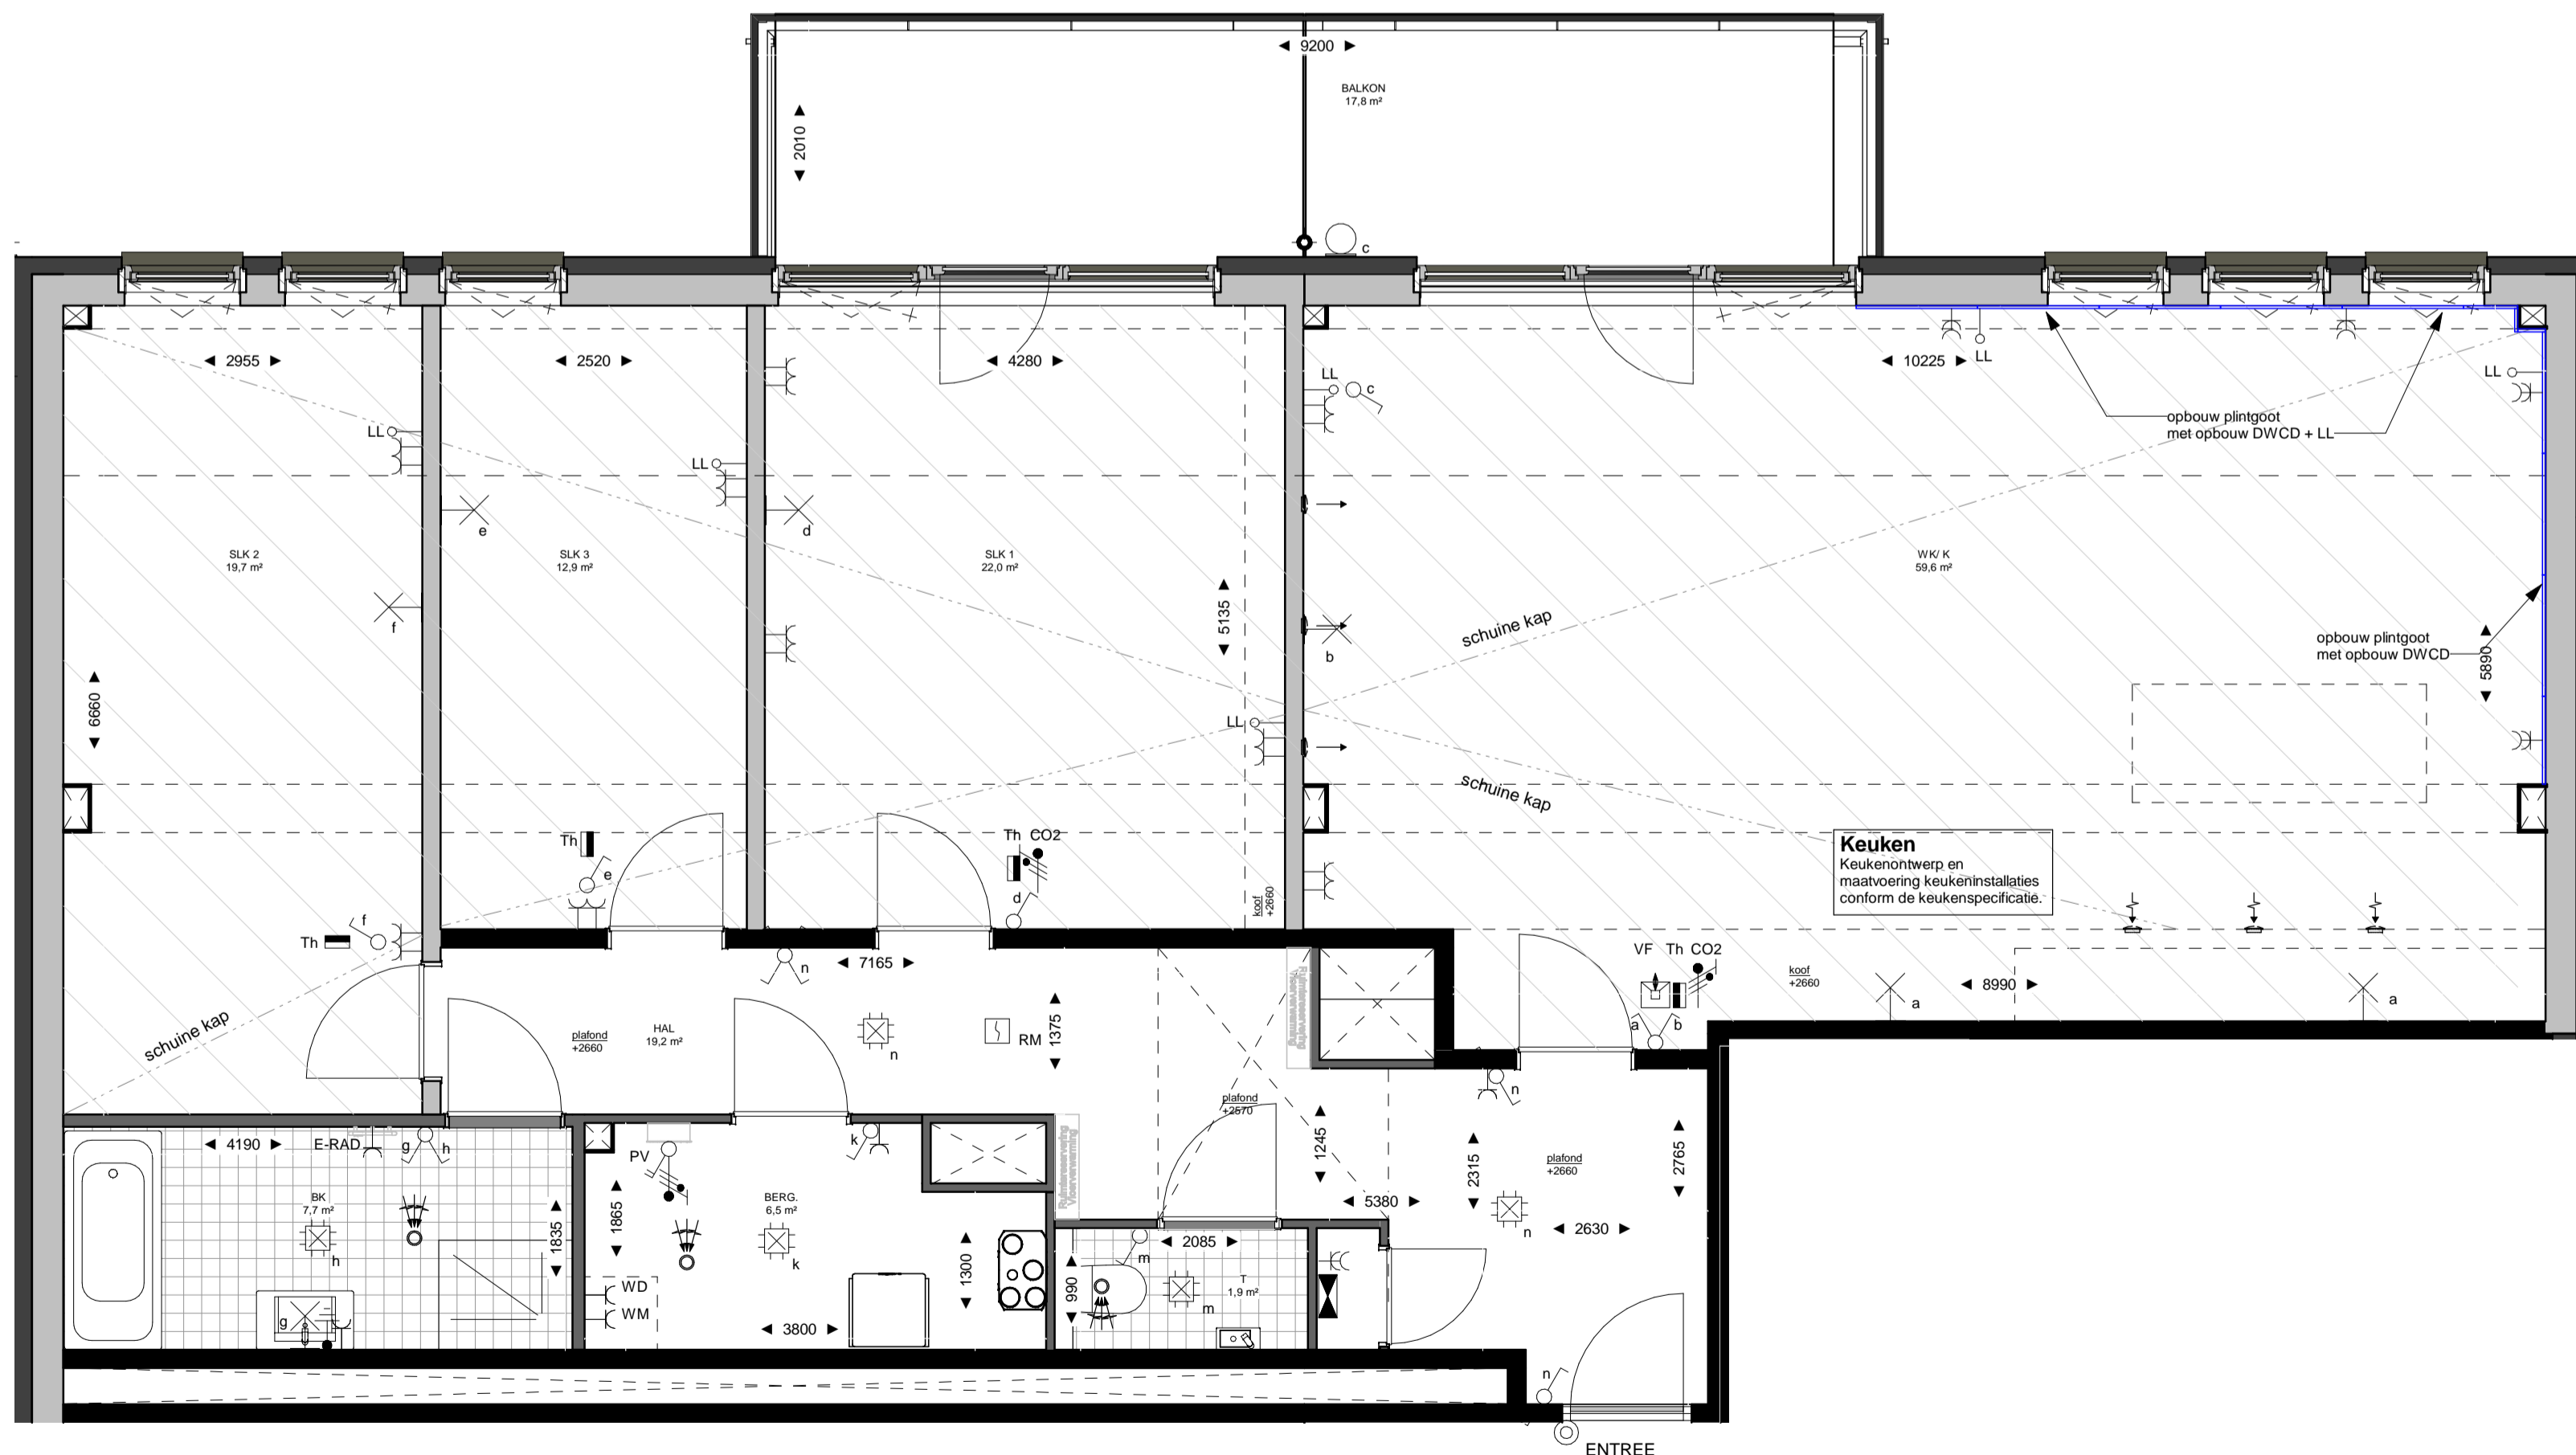 9200
BALKON
17,8 m²
2010
c
2955
2520
4280
10225
LL
LL
c
LL
opbouw plintgoot
met opbouw DWCD + LL
LL
LL
e
d
SLK 2
19,7 m²
SLK 3
12,9 m²
SLK 1
22,0 m²
WK/ K
59,6 m²
f
5135
schuine kap
b
opbouw plintgoot
met opbouw DWCD
5890
6660
LL
schuine kap
Th
Th CO2
e
d
koof
+2660
Keuken
Keukenontwerp en
maatvoering keukeninstallaties
conform de keukenspecificatie.
f
Th
n
7165
Ruimtereservering
Vloerverwarming
VF Th CO2
koof
+2660
8990
a
a
a b
schuine kap
plafond
+2660
HAL
19,2 m²
n
RM
1375
plafond
+2570
n
4190
E-RAD
g h
PV
k
Ruimtereservering
Vloerverwarming
1245
2315
plafond
+2660
2765
BK
7,7 m²
h
1835
1865
BERG.
6,5 m²
k
5380
n
2630
2085
m
T
1,9 m²
m
990
1300
WD
WM
g
3800
n
ENTREE